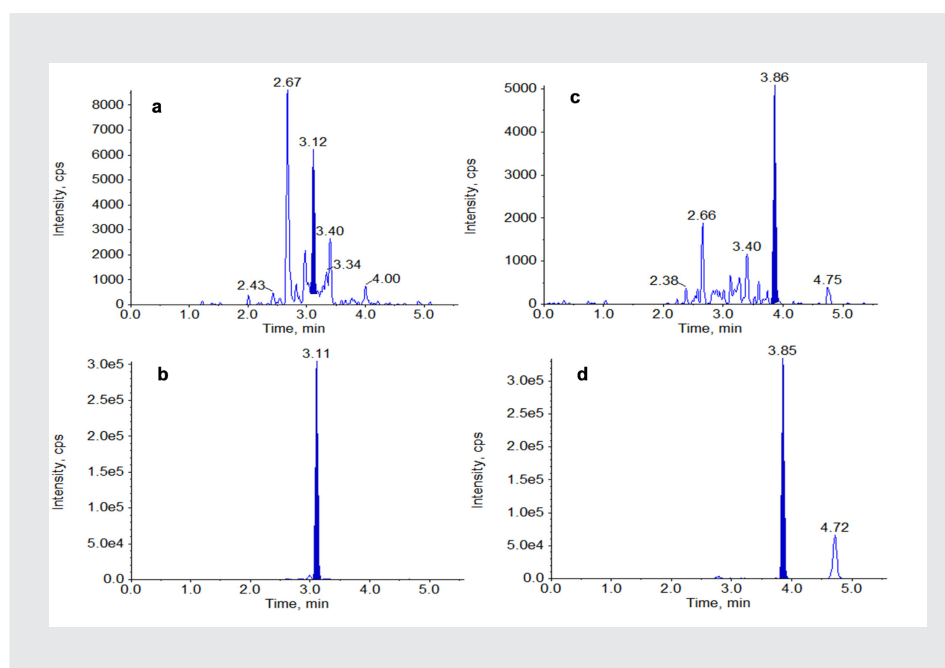 a
2.67
3.12
3.40
3.34
2.43
4.00
8000
7000
6000
5000
4000
3000
2000
1000
0
Intensity, cps
0.0 1.0 2.0 3.0 4.0 5.0
Time, min
c
3.86
2.66
3.40
2.38
4.75
5000
4000
3000
2000
1000
0
Intensity, cps
0.0 1.0 2.0 3.0 4.0 5.0
Time, min
b
3.11
3.0e5
2.5e5
2.0e5
1.5e5
1.0e5
5.0e4
0.0
Intensity, cps
0.0 1.0 2.0 3.0 4.0 5.0
Time, min
d
3.85
4.72
3.0e5
2.5e5
2.0e5
1.5e5
1.0e5
5.0e4
0.0
Intensity, cps
0.0 1.0 2.0 3.0 4.0 5.0
Time, min